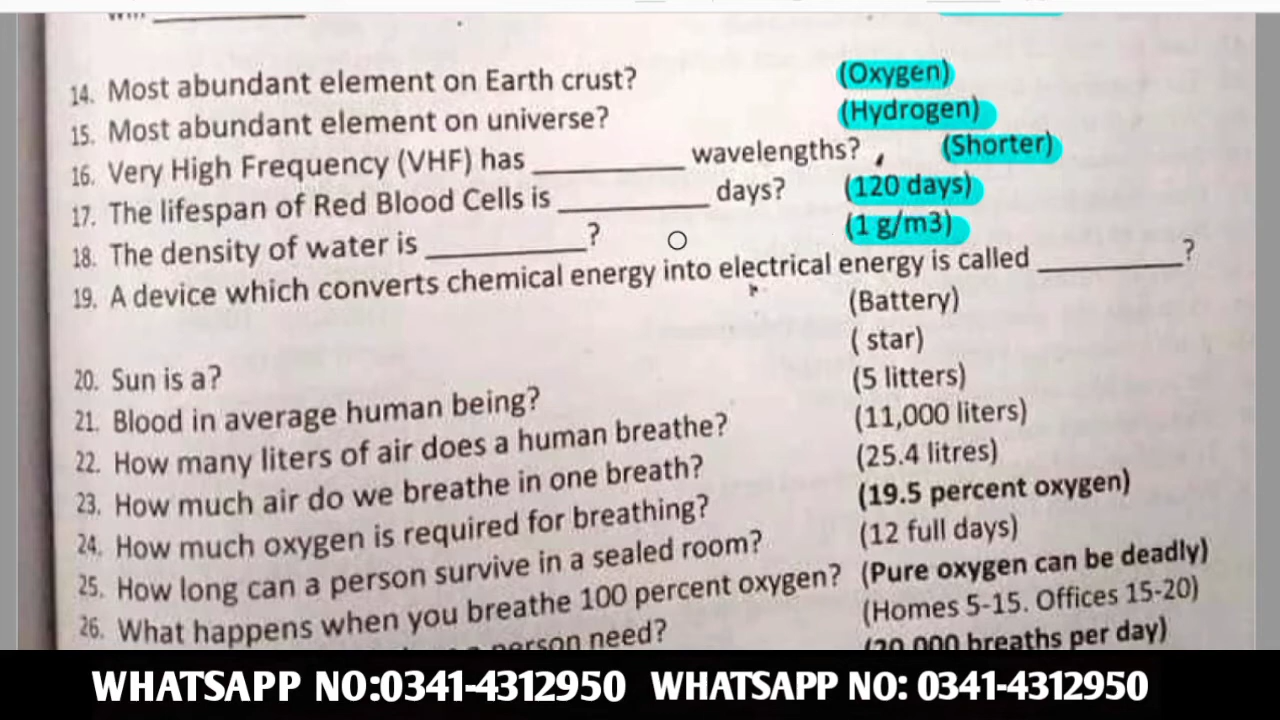 14. Most abundant element on Earth crust? (Oxygen)
15. Most abundant element on universe? (Hydrogen)
16. Very High Frequency (VHF) has __________ wavelengths? (Shorter)
17. The lifespan of Red Blood Cells is __________ days? (120 days)
18. The density of water is __________? (1 g/m3)
19. A device which converts chemical energy into electrical energy is called __________?
(Battery)
20. Sun is a? ( star)
21. Blood in average human being? (5 litters)
22. How many liters of air does a human breathe? (11,000 liters)
23. How much air do we breathe in one breath? (25.4 litres)
24. How much oxygen is required for breathing? (19.5 percent oxygen)
25. How long can a person survive in a sealed room? (12 full days)
26. What happens when you breathe 100 percent oxygen? (Pure oxygen can be deadly)
person need? (Homes 5-15. Offices 15-20)
(20,000 breaths per day)
WHATSAPP NO:0341-4312950 WHATSAPP NO: 0341-4312950